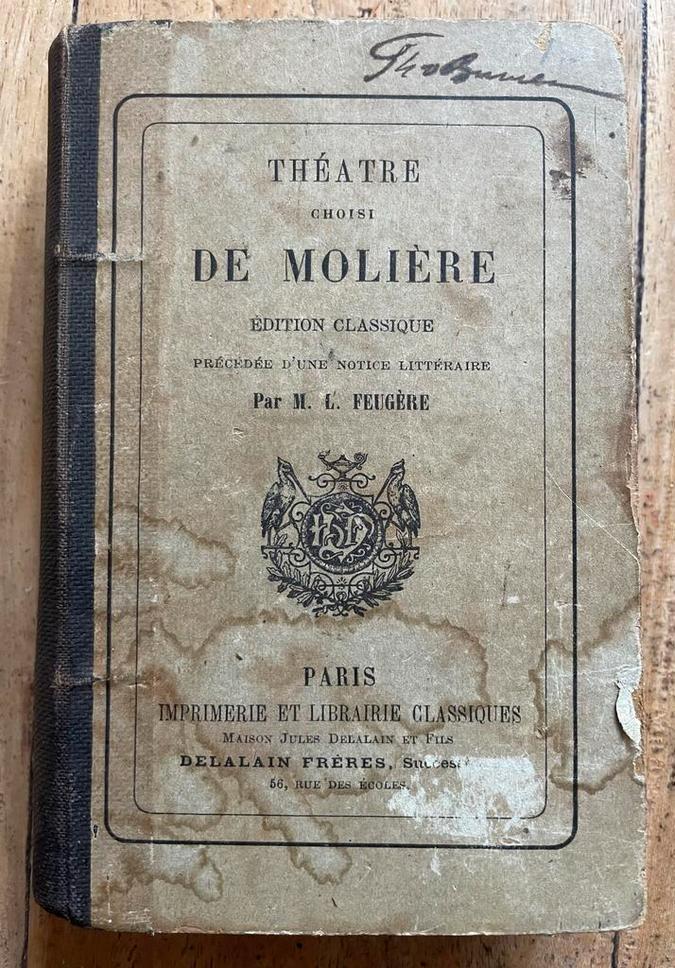 THÉATRE
CHOISI
DE MOLIÈRE
ÉDITION CLASSIQUE
PRÉCÉDÉE D'UNE NOTICE LITTÉRAIRE
Par M. L. FEUGÈRE
PARIS
IMPRIMERIE ET LIBRAIRIE CLASSIQUES
MAISON JULES DELALAIN ET FILS
DELALAIN FRÈRES,
56, RUE DES ÉCOLES.